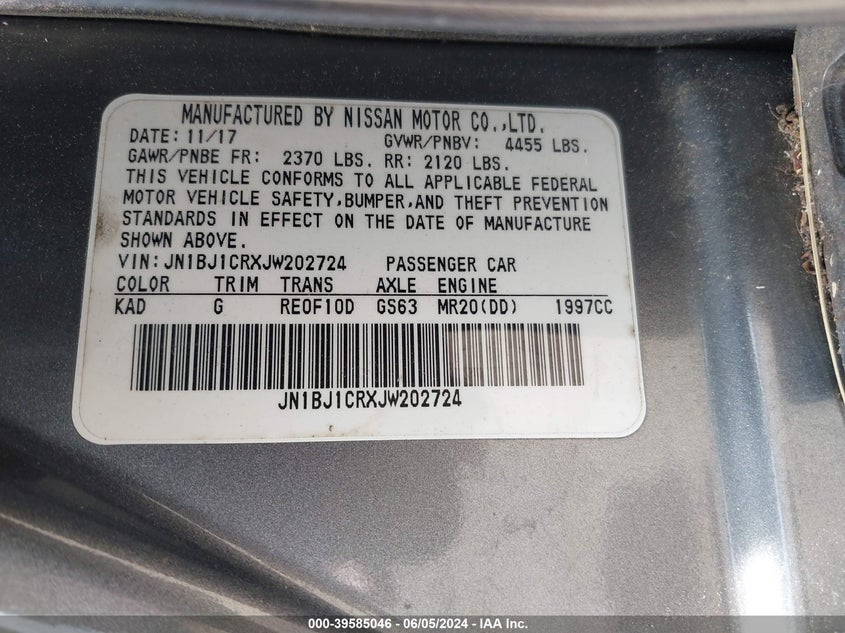 MANUFACTURED BY NISSAN MOTOR CO.,LTD.
DATE: 11/17 GVWR/PNBV: 4455 LBS.
GAWR/PNBE FR: 2370 LBS. RR: 2120 LBS.
THIS VEHICLE CONFORMS TO ALL APPLICABLE FEDERAL
MOTOR VEHICLE SAFETY,BUMPER,AND THEFT PREVENTION
STANDARDS IN EFFECT ON THE DATE OF MANUFACTURE
SHOWN ABOVE.
VIN: JN1BJ1CRXJW202724 PASSENGER CAR
COLOR TRIM TRANS AXLE ENGINE
KAD G RE0F10D GS63 MR20(DD) 1997CC
JN1BJ1CRXJW202724
000-39585046 - 06/05/2024 - IAA Inc.